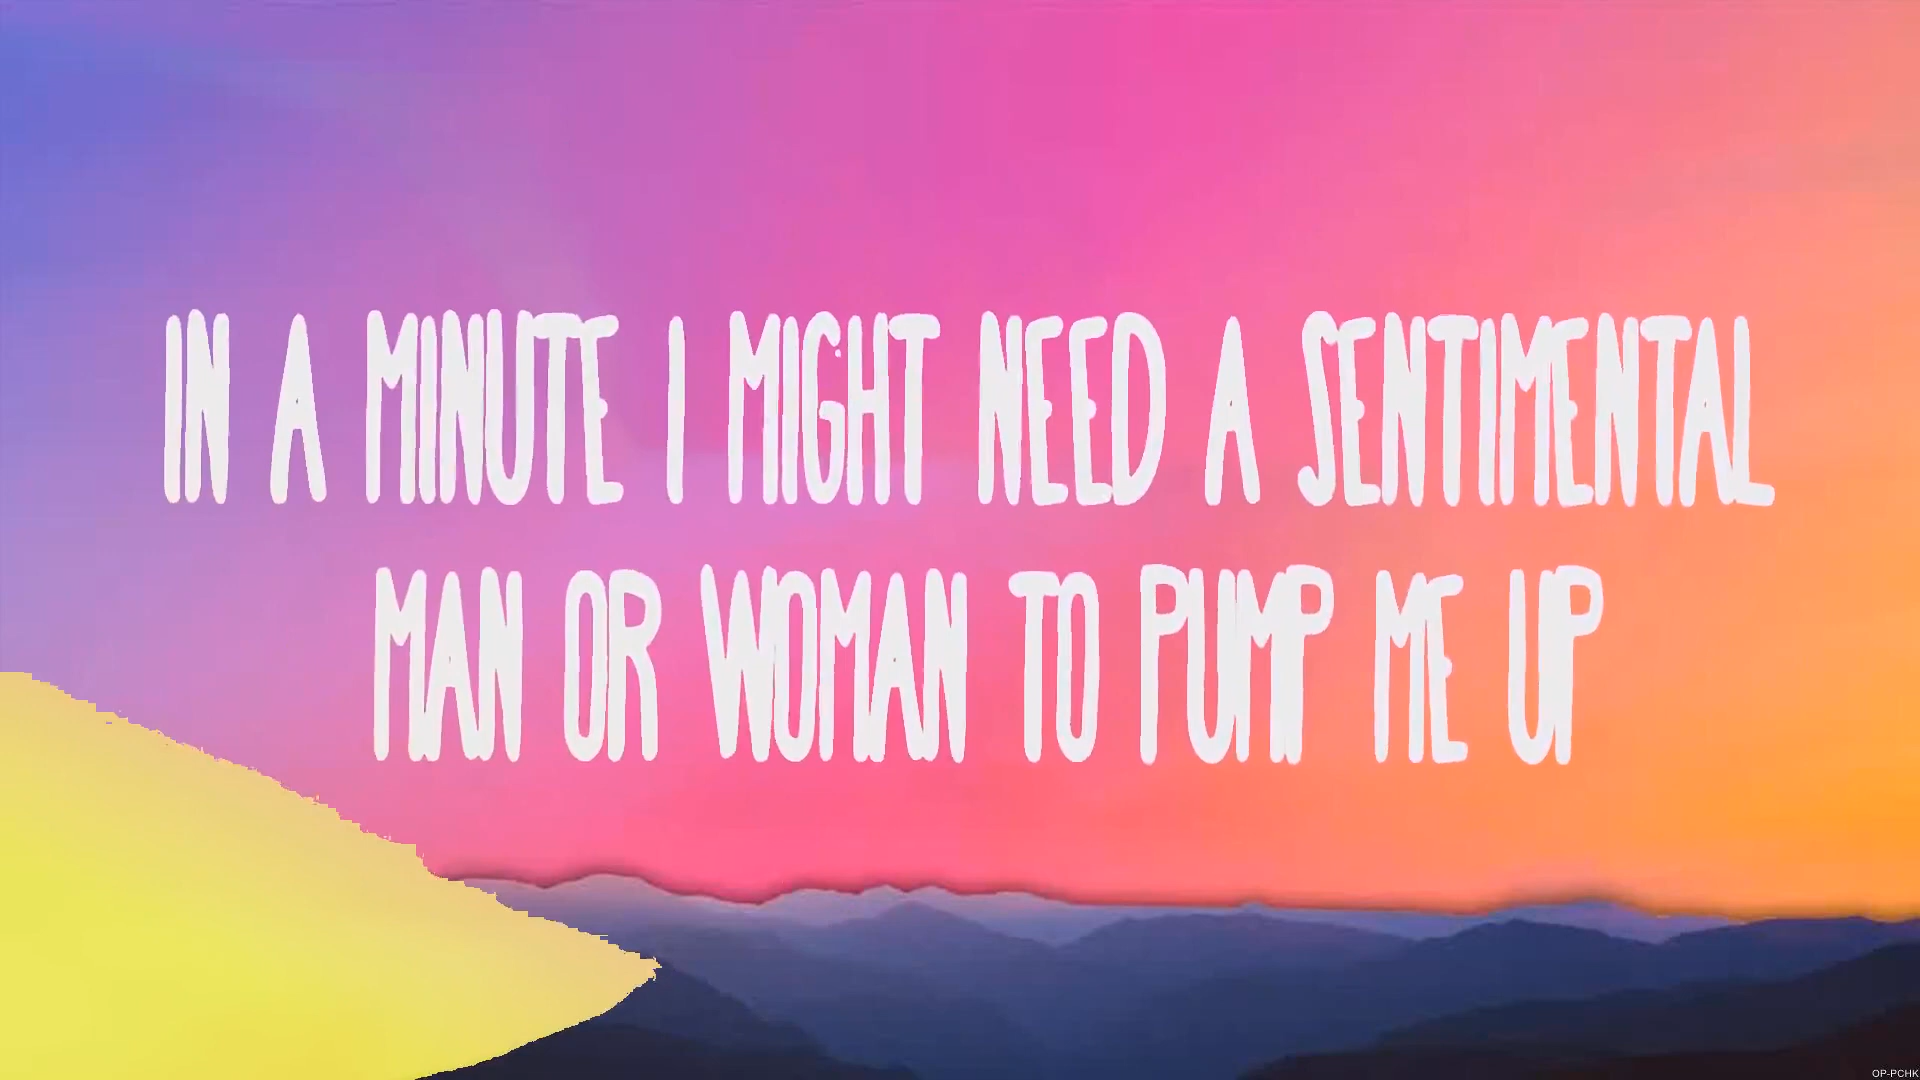 IN A MINUTE I MIGHT NEED A SENTIMENTAL
MAN OR WOMAN TO PUMP ME UP
OP-PCHK